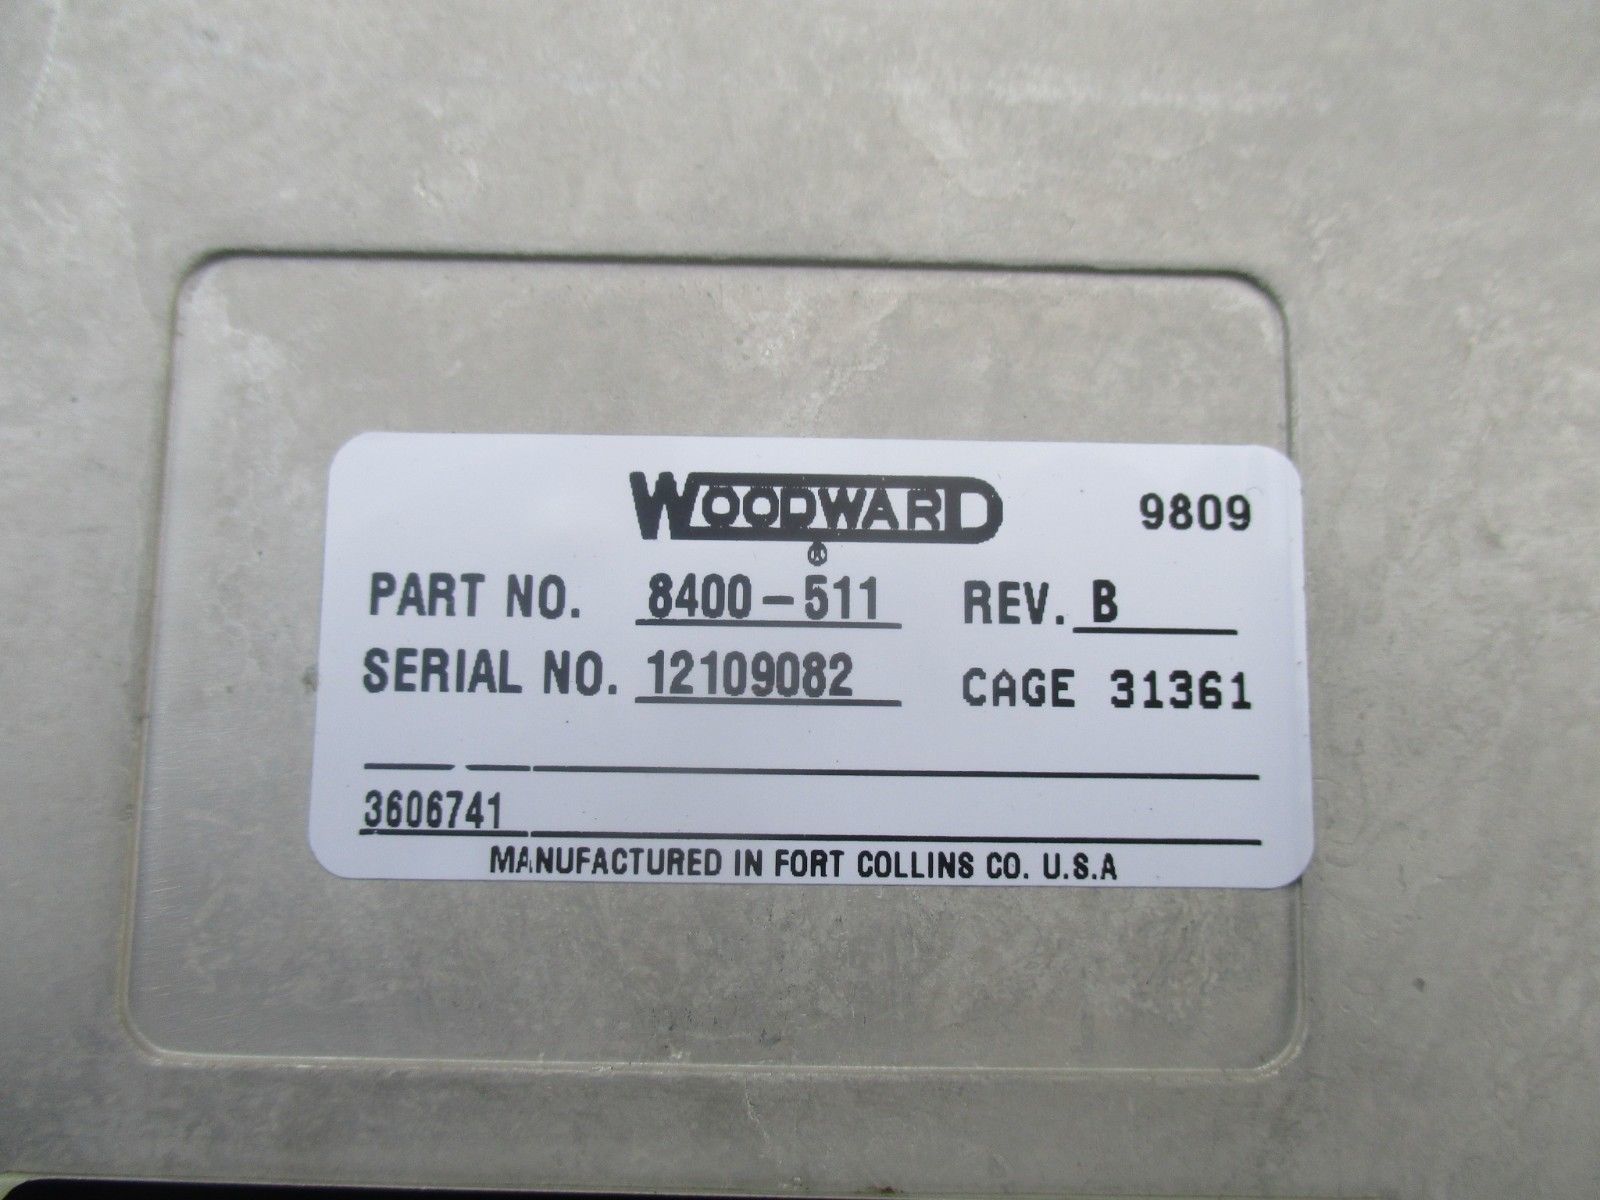 WOODWARD 9809
®
PART NO. 8400-511 REV. B
SERIAL NO. 12109082 CAGE 31361
3606741
MANUFACTURED IN FORT COLLINS CO. U.S.A